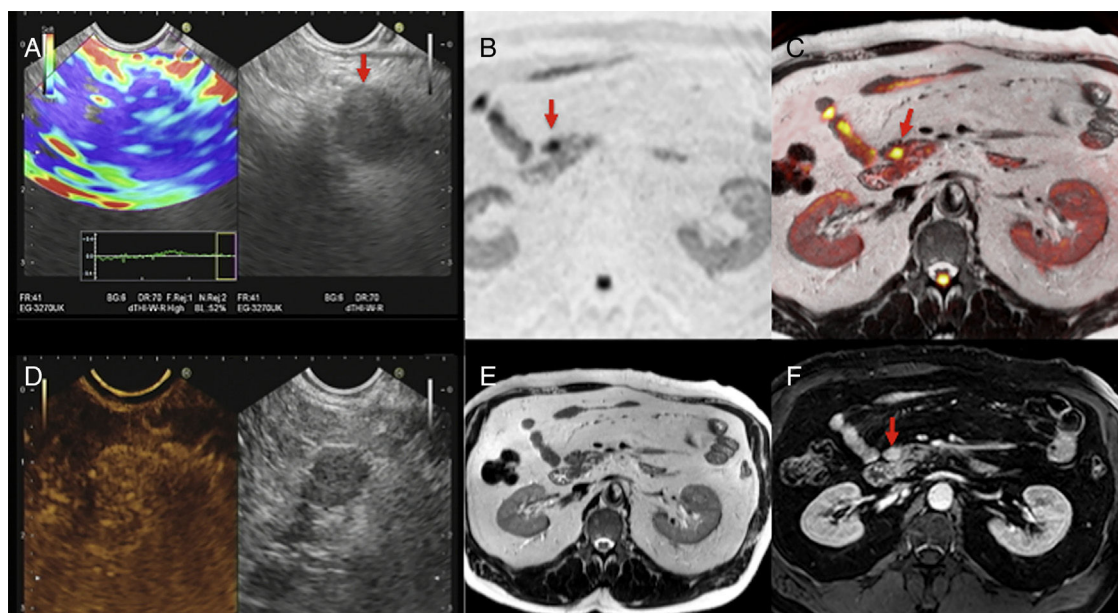 A
B
C
FR:41 BG:6 DR:70 F.Rej:1 N.Rej:2 FR:41 BG:6 DR:70
EG-3270UK dTHI-W-R High BL:52% EG-3270UK dTHI-W-R
D
E
F